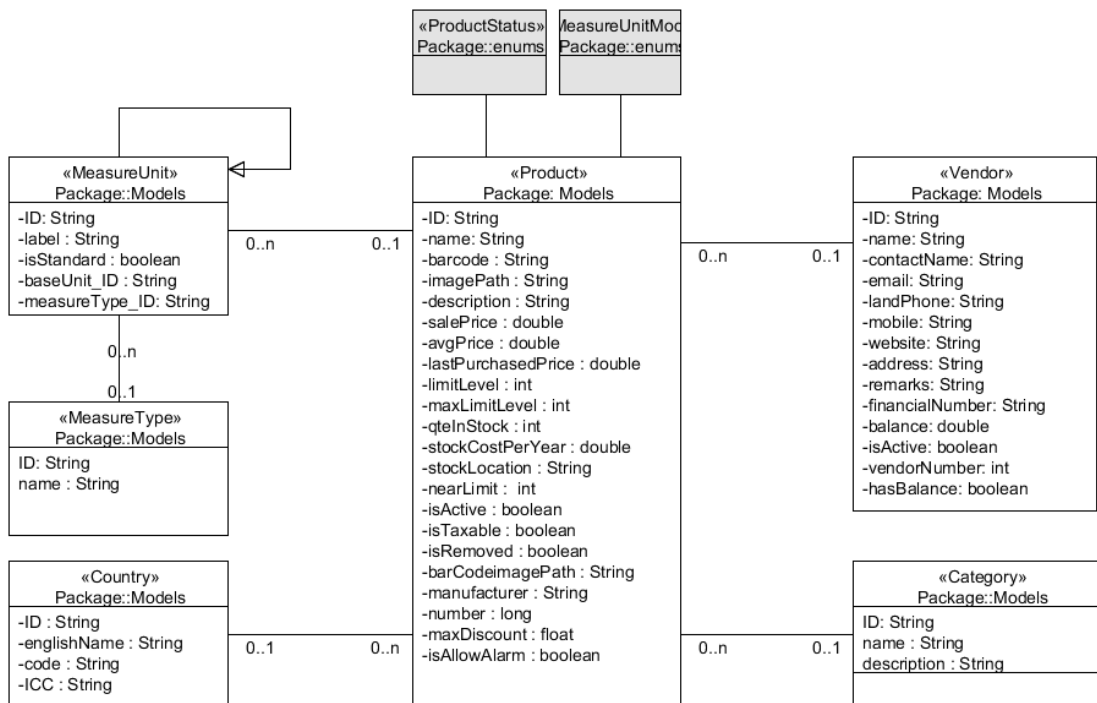 «ProductStatus»
Package::enums
MeasureUnitMod
Package::enums
«MeasureUnit»
Package::Models
-ID: String
-label : String
-isStandard : boolean
-baseUnit_ID : String
-measureType_ID: String
0..n
0..1
0..n
0..1
«MeasureType»
Package::Models
ID: String
name : String
«Country»
Package::Models
-ID : String
-englishName : String
-code : String
-ICC : String
0..1
0..n
«Product»
Package: Models
-ID: String
-name: String
-barcode : String
-imagePath : String
-description : String
-salePrice : double
-avgPrice : double
-lastPurchasedPrice : double
-limitLevel : int
-maxLimitLevel : int
-qteInStock : int
-stockCostPerYear : double
-stockLocation : String
-nearLimit : int
-isActive : boolean
-isTaxable : boolean
-isRemoved : boolean
-barCodeimagePath : String
-manufacturer : String
-number : long
-maxDiscount : float
-isAllowAlarm : boolean
0..n
0..1
«Vendor»
Package: Models
-ID: String
-name: String
-contactName: String
-email: String
-landPhone: String
-mobile: String
-website: String
-address: String
-remarks: String
-financialNumber: String
-balance: double
-isActive: boolean
-vendorNumber: int
-hasBalance: boolean
0..n
0..1
«Category»
Package::Models
ID: String
name : String
description : String